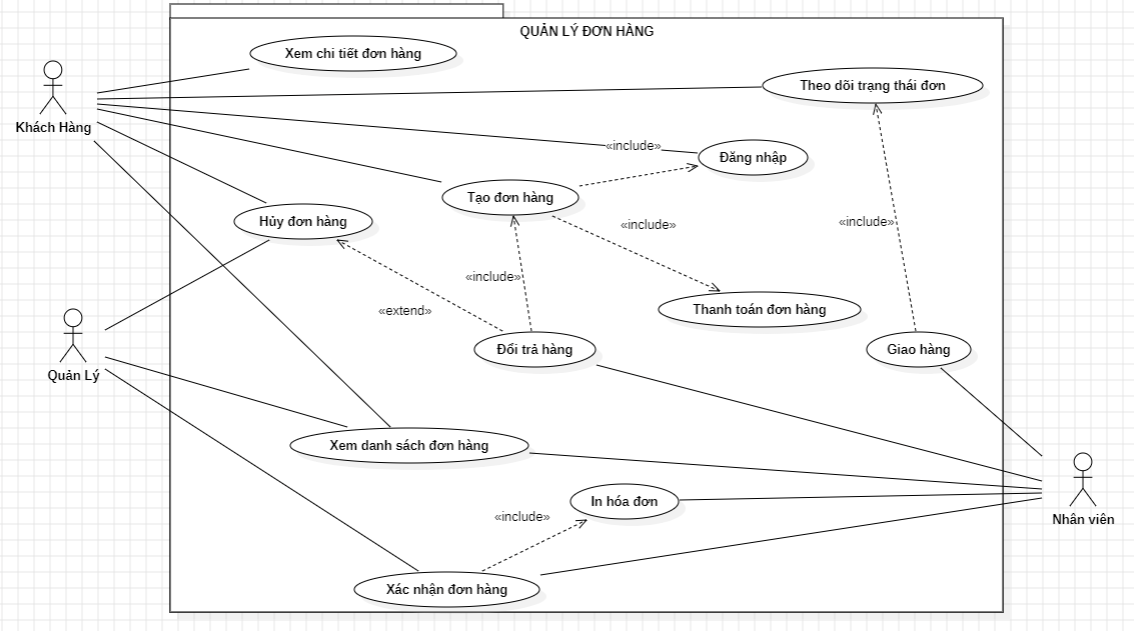 QUẢN LÝ ĐƠN HÀNG
Xem chi tiết đơn hàng
Theo dõi trạng thái đơn
Khách Hàng
«include»
Đăng nhập
Tạo đơn hàng
Hủy đơn hàng
«include»
«include»
«include»
«extend»
Thanh toán đơn hàng
Đổi trả hàng
Giao hàng
Quản Lý
Xem danh sách đơn hàng
In hóa đơn
«include»
Nhân viên
Xác nhận đơn hàng